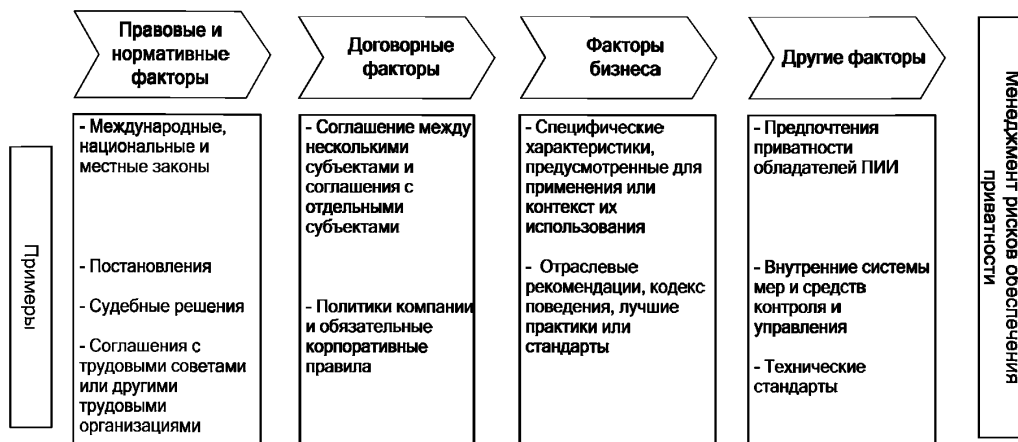 Правовые и
нормативные
факторы
Договорные
факторы
Факторы
бизнеса
Другие факторы
Примеры
- Международные,
национальные и
местные законы
- Постановления
- Судебные решения
- Соглашения с
трудовыми советами
или другими
трудовыми
организациями
- Соглашение между
несколькими
субъектами и
соглашения с
отдельными
субъектами
- Политики компании
и обязательные
корпоративные
правила
- Специфические
характеристики,
предусмотренные для
применения или
контекст их
использования
- Отраслевые
рекомендации, кодекс
поведения, лучшие
практики или
стандарты
- Предпочтения
приватности
обладателей ПИИ
- Внутренние системы
мер и средств
контроля и
управления
- Технические
стандарты
Менеджмент рисков обеспечения
приватности